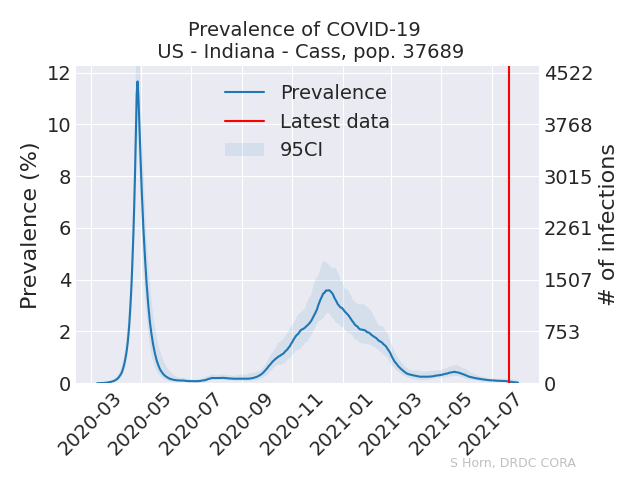 Prevalence of COVID-19
US - Indiana - Cass, pop. 37689
Prevalence (%)
12
10
8
6
4
2
0
Prevalence
Latest data
95CI
4522
3768
3015
2261
1507
753
0
# of infections
2020-03
2020-05
2020-07
2020-09
2020-11
2021-01
2021-03
2021-05
2021-07
S Horn, DRDC CORA